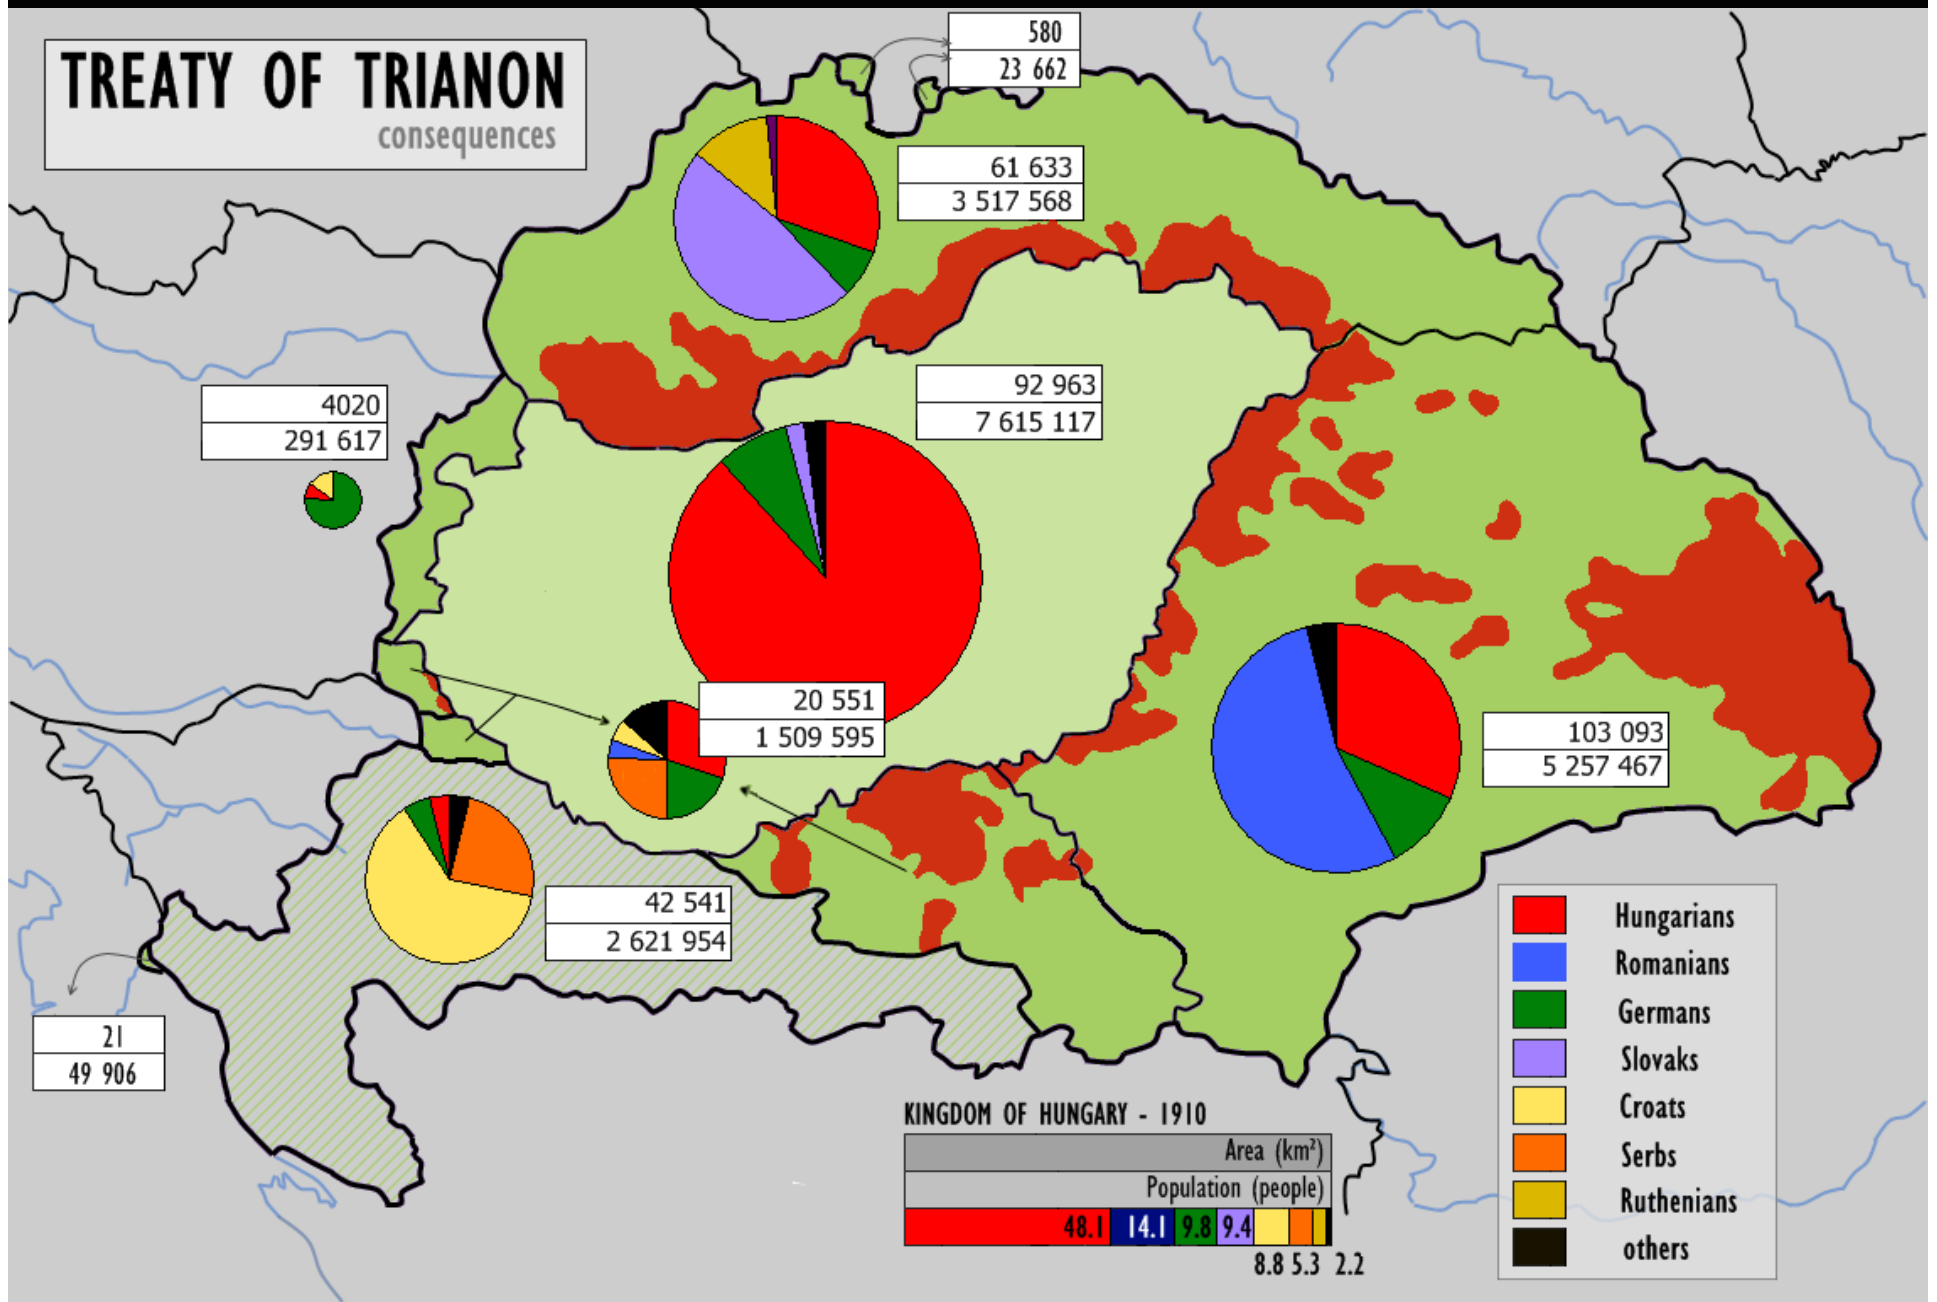 TREATY OF TRIANON
consequences
580
23 662
61 633
3 517 568
4020
291 617
92 963
7 615 117
20 551
1 509 595
103 093
5 257 467
42 541
2 621 954
21
49 906
KINGDOM OF HUNGARY - 1910
Area (km²)
Population (people)
48.1 14.1 9.8 9.4
8.8 5.3 2.2
Hungarians
Romanians
Germans
Slovaks
Croats
Serbs
Ruthenians
others